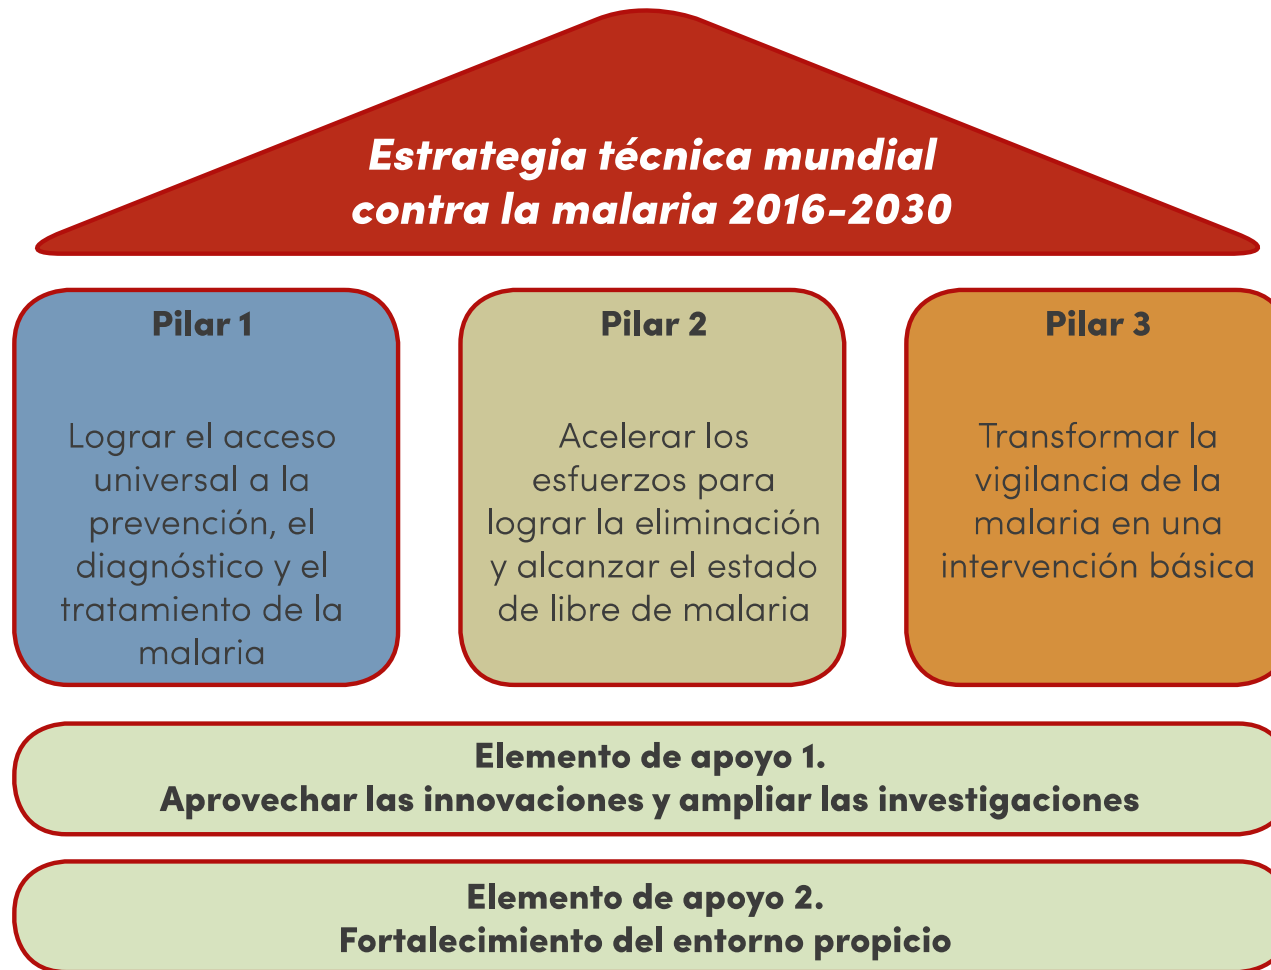 Estrategia técnica mundial
contra la malaria 2016-2030
Pilar 1
Lograr el acceso
universal a la
prevención, el
diagnóstico y el
tratamiento de la
malaria
Pilar 2
Acelerar los
esfuerzos para
lograr la eliminación
y alcanzar el estado
de libre de malaria
Pilar 3
Transformar la
vigilancia de la
malaria en una
intervención básica
Elemento de apoyo 1.
Aprovechar las innovaciones y ampliar las investigaciones
Elemento de apoyo 2.
Fortalecimiento del entorno propicio